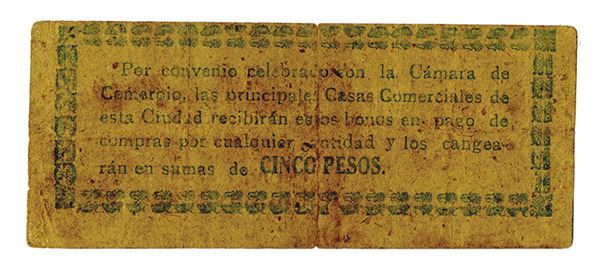 Por convenio celebrado con la Cámara de
Comercio, las principales Casas Comerciales de
esta Ciudad recibirán estos bonos en pago de
compras por cualquier cantidad y los cangea-
rán en sumas de CINCO PESOS.